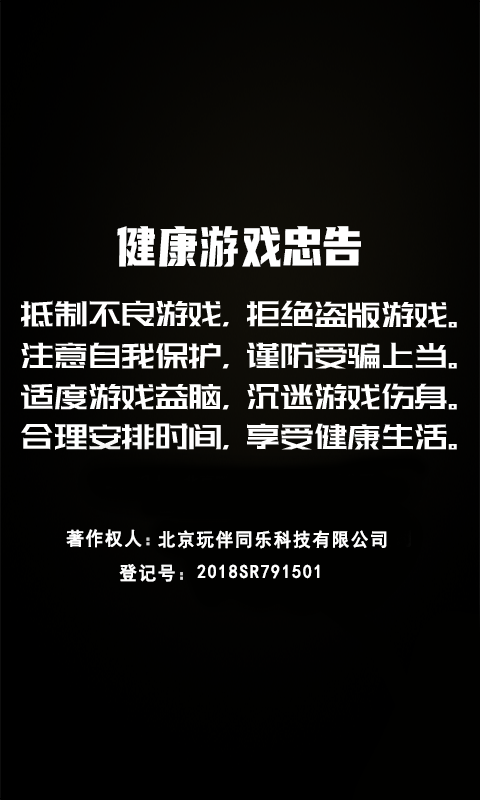 健康游戏忠告
抵制不良游戏, 拒绝盗版游戏。
注意自我保护, 谨防受骗上当。
适度游戏益脑, 沉迷游戏伤身。
合理安排时间, 享受健康生活。
著作权人: 北京玩伴同乐科技有限公司
登记号: 2018SR791501